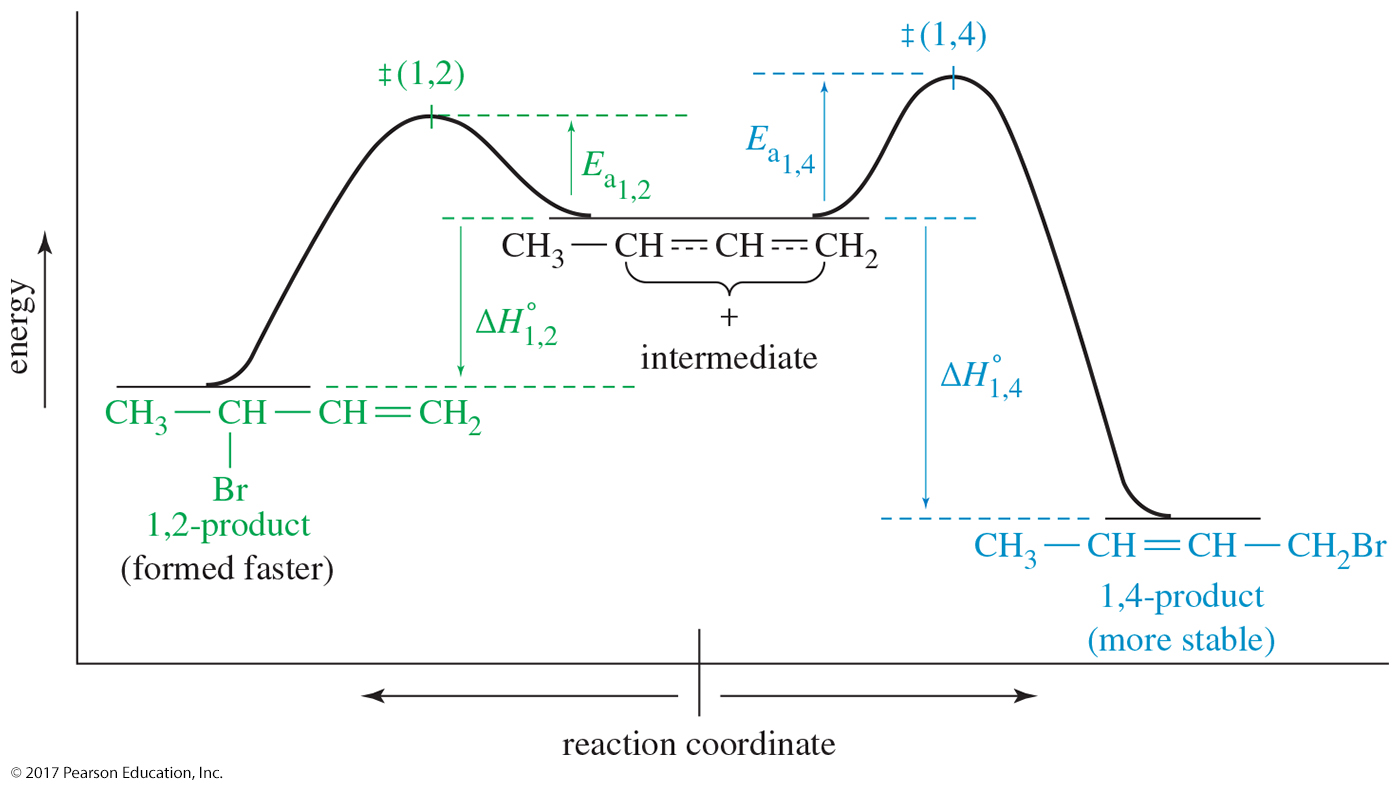 ‡(1,4)
‡(1,2)
Ea1,2
Ea1,4
CH3—CH=CH=CH2
+
intermediate
energy
ΔH°1,2
ΔH°1,4
CH3—CH—CH=CH2
Br
1,2-product
(formed faster)
CH3—CH=CH—CH2Br
1,4-product
(more stable)
reaction coordinate
© 2017 Pearson Education, Inc.